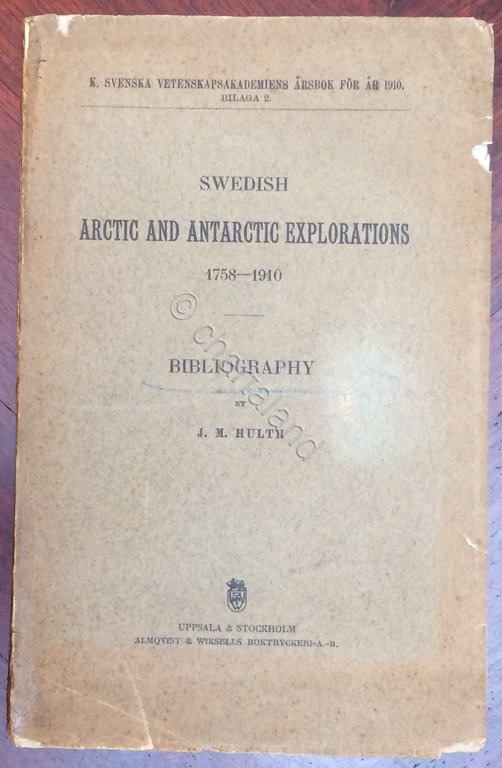 K. SVENSKA VETENSKAPSAKADEMIENS ÅRSBOK FÖR ÅR 1910.
BILAGA 2.
SWEDISH
ARCTIC AND ANTARCTIC EXPLORATIONS
1758—1910
BIBLIOGRAPHY
BY
J. M. HULTH
© chartaland
UPPSALA & STOCKHOLM
ALMQVIST & WIKSELLS BOKTRYCKERI-A.-B.